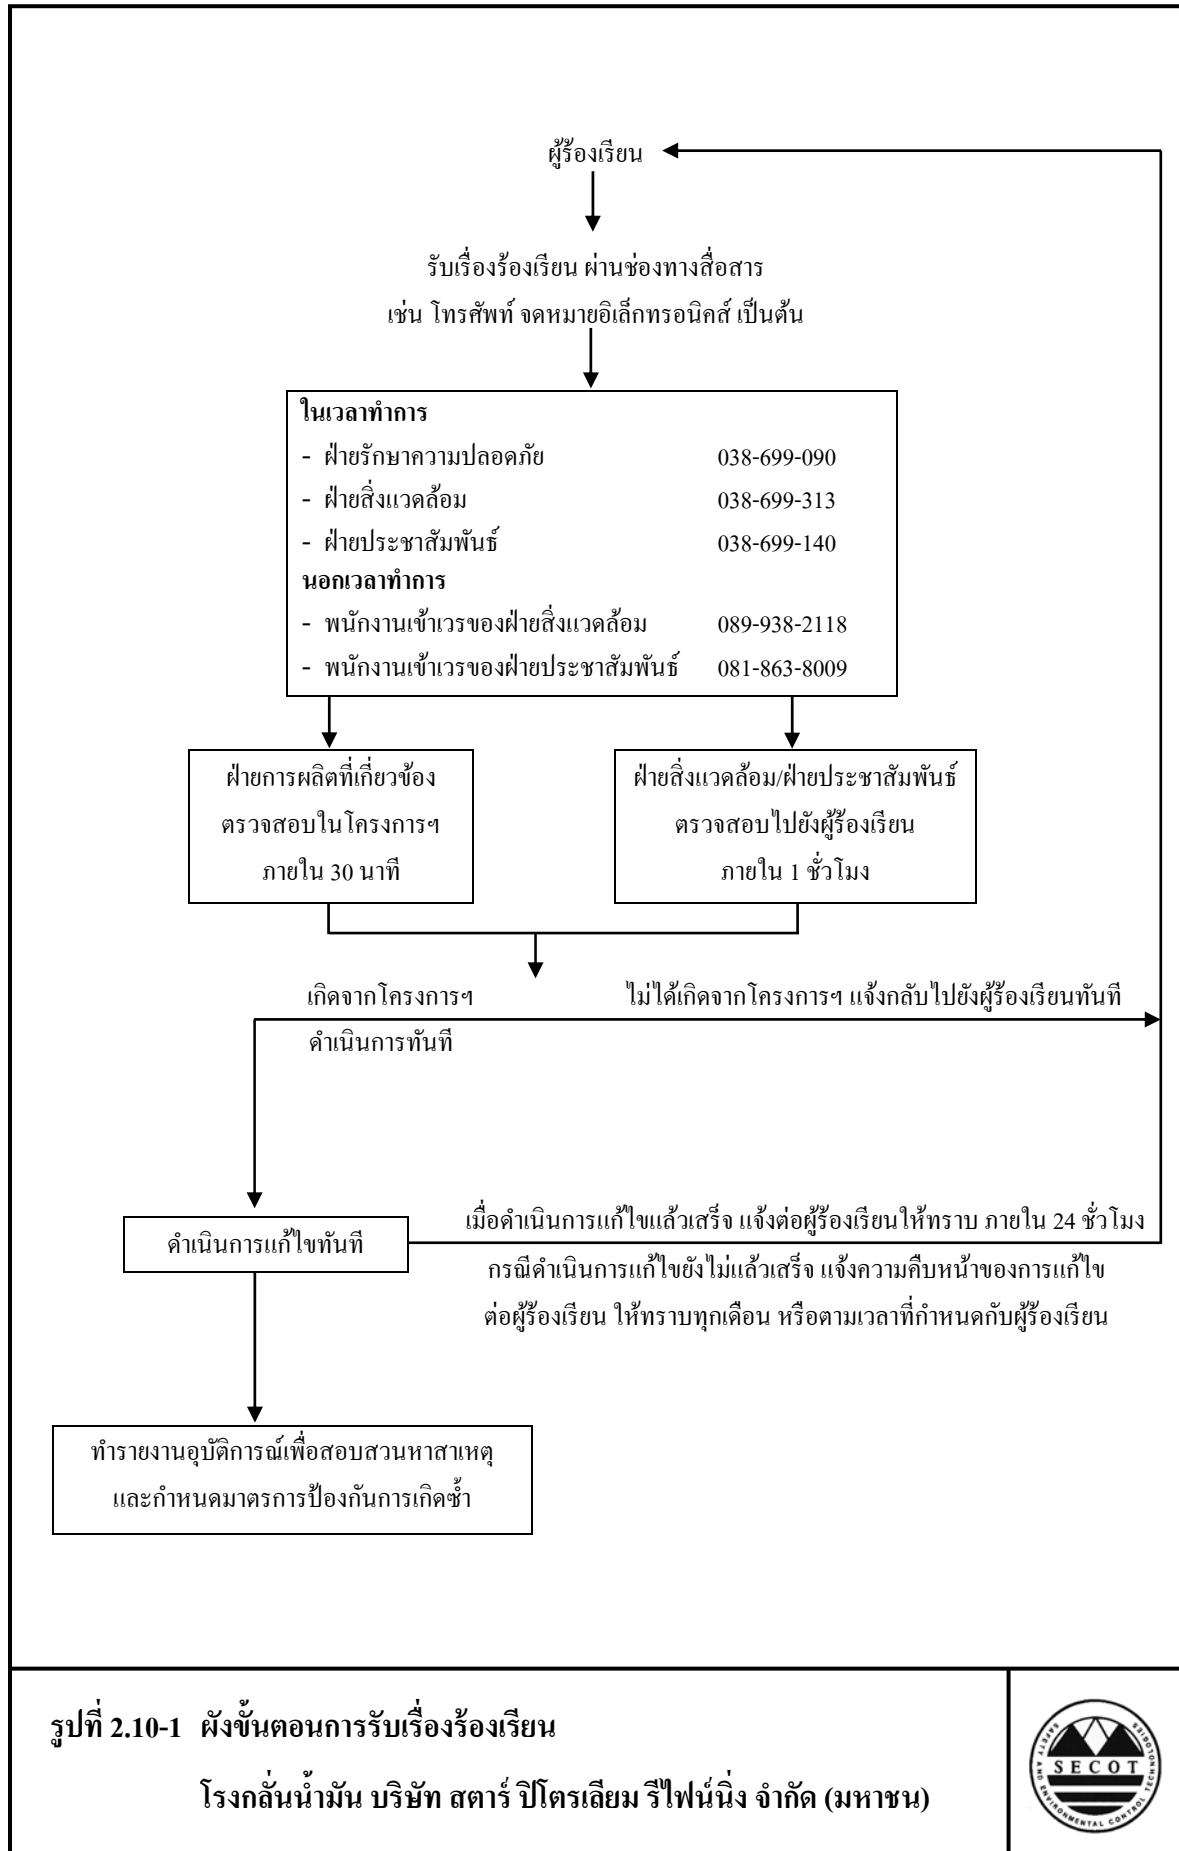 ผู้ร้องเรียน
รับเรื่องร้องเรียน ผ่านช่องทางสื่อสาร
เช่น โทรศัพท์ จดหมายอิเล็กทรอนิคส์ เป็นต้น
ในเวลาทำการ
- ฝ่ายรักษาความปลอดภัย 038-699-090
- ฝ่ายสิ่งแวดล้อม 038-699-313
- ฝ่ายประชาสัมพันธ์ 038-699-140
นอกเวลาทำการ
- พนักงานเข้าเวรของฝ่ายสิ่งแวดล้อม 089-938-2118
- พนักงานเข้าเวรของฝ่ายประชาสัมพันธ์ 081-863-8009
ฝ่ายการผลิตที่เกี่ยวข้อง
ตรวจสอบในโครงการฯ
ภายใน 30 นาที
ฝ่ายสิ่งแวดล้อม/ฝ่ายประชาสัมพันธ์
ตรวจสอบไปยังผู้ร้องเรียน
ภายใน 1 ชั่วโมง
เกิดจากโครงการฯ
ดำเนินการทันที
ไม่ได้เกิดจากโครงการฯ แจ้งกลับไปยังผู้ร้องเรียนทันที
ดำเนินการแก้ไขทันที
เมื่อดำเนินการแก้ไขแล้วเสร็จ แจ้งต่อผู้ร้องเรียนให้ทราบ ภายใน 24 ชั่วโมง
กรณีดำเนินการแก้ไขยังไม่แล้วเสร็จ แจ้งความคืบหน้าของการแก้ไข
ต่อผู้ร้องเรียน ให้ทราบทุกเดือน หรือตามเวลาที่กำหนดกับผู้ร้องเรียน
ทำรายงานอุบัติการณ์เพื่อสอบสวนหาสาเหตุ
และกำหนดมาตรการป้องกันการเกิดซ้ำ
รูปที่ 2.10-1 ผังขั้นตอนการรับเรื่องร้องเรียน
โรงกลั่นน้ำมัน บริษัท สตาร์ ปิโตรเลียม รีไฟน์นิ่ง จำกัด (มหาชน)
SECOT
SAFETY AND ENVIRONMENTAL CONTROL TECHNOLOGIES